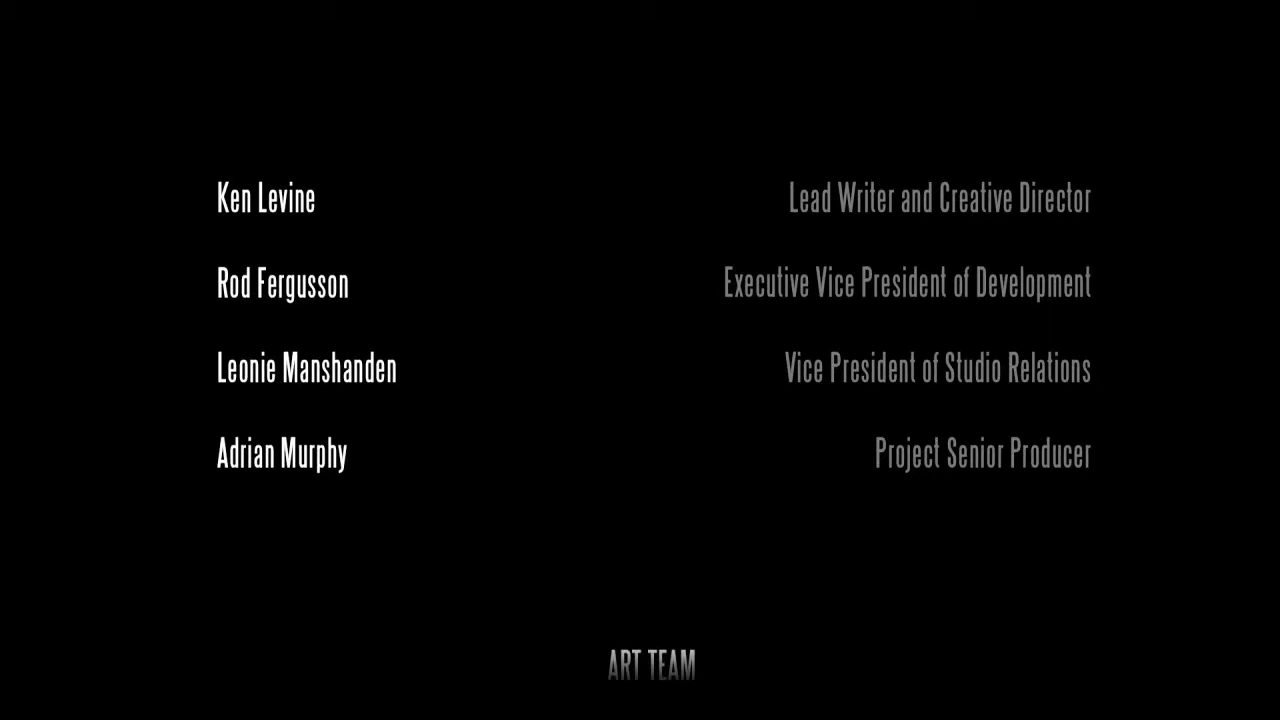 Ken Levine Lead Writer and Creative Director
Rod Fergusson Executive Vice President of Development
Leonie Manshanden Vice President of Studio Relations
Adrian Murphy Project Senior Producer
ART TEAM